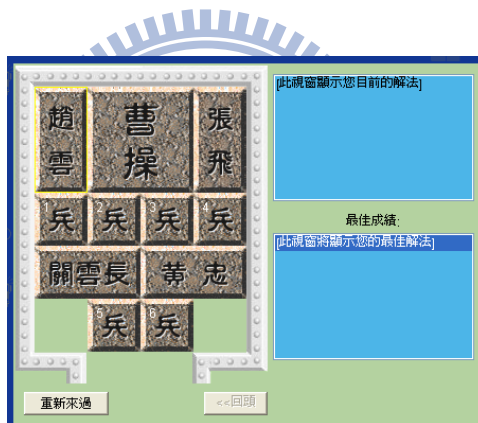 趙雲
曹操
張飛
1兵
2兵
3兵
4兵
關雲長
黃忠
5兵
6兵
[此視窗顯示您目前的解法]
最佳成績:
[此視窗將顯示您的最佳解法]
重新來過
<<回頭